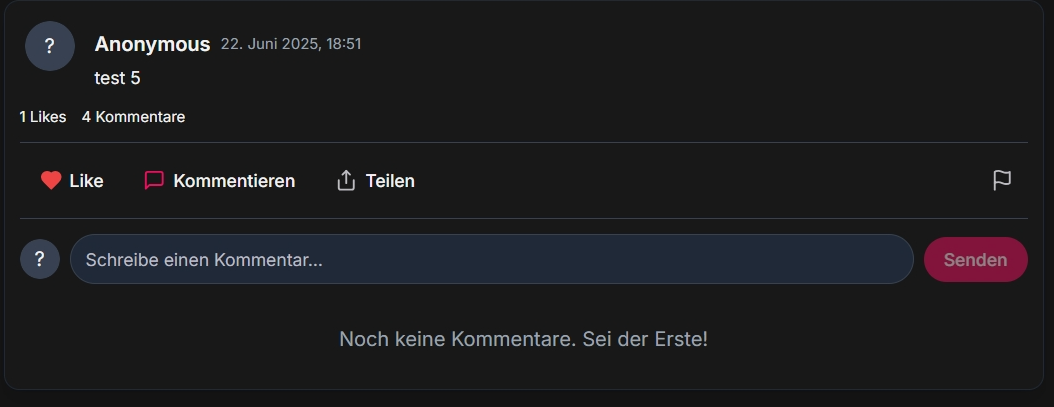 ?
Anonymous 22. Juni 2025, 18:51
test 5
1 Likes 4 Kommentare
Like Kommentieren Teilen
? Schreibe einen Kommentar... Senden
Noch keine Kommentare. Sei der Erste!